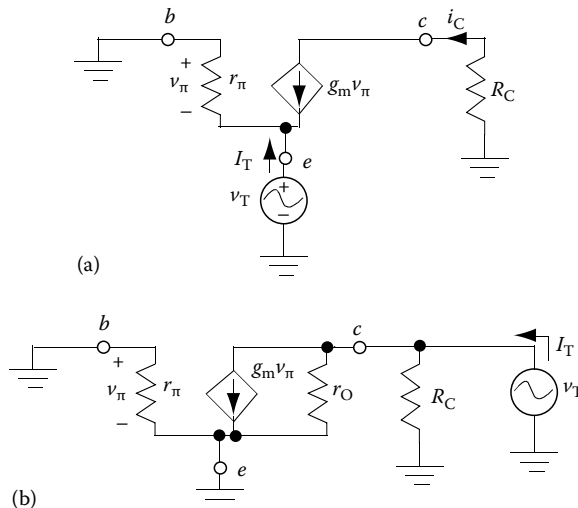 b
c
i_C
+
v_π
r_π
g_m v_π
R_C
−
I_T
e
v_T
+
−
(a)
b
c
I_T
+
g_m v_π
v_π
r_π
r_O
R_C
v_T
−
e
(b)